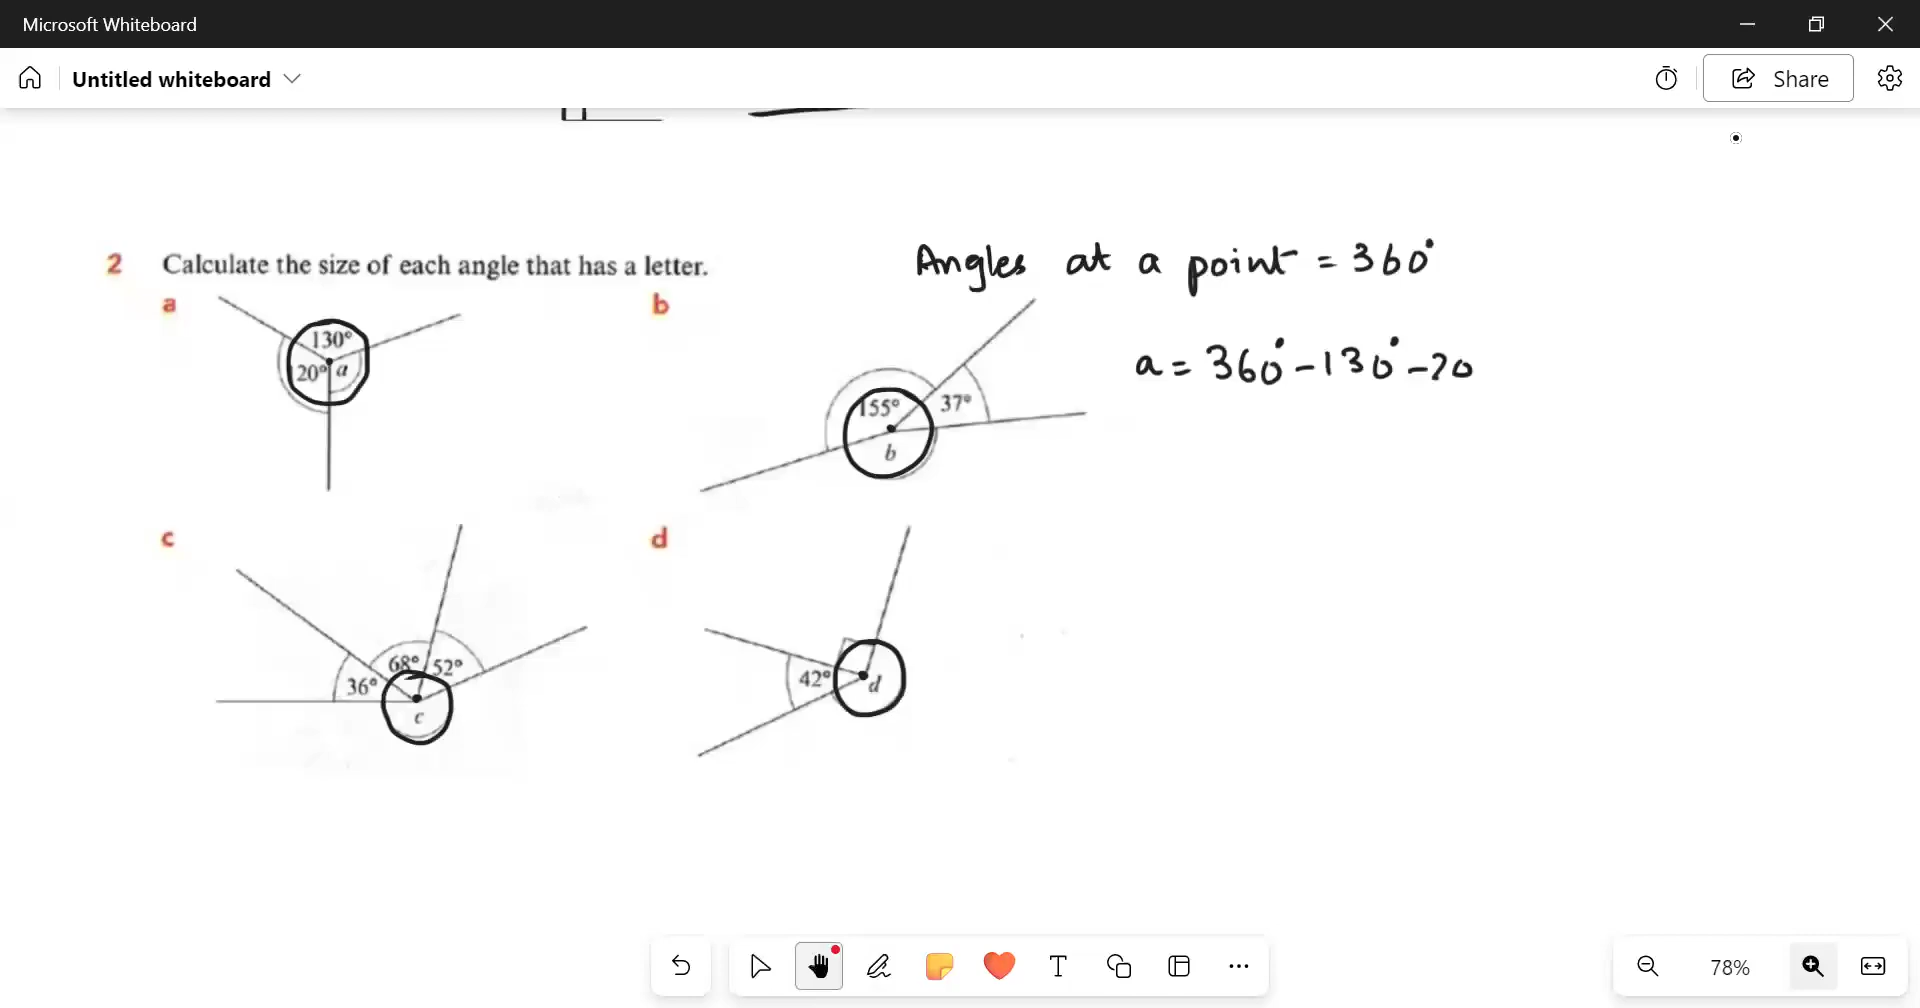 Microsoft Whiteboard
Untitled whiteboard
Share
2 Calculate the size of each angle that has a letter.
Angles at a point = 360°
a
130°
20° a
b
155° 37°
b
a = 360° - 130° - 20
c
36° 68° 52°
c
d
42° d
78%